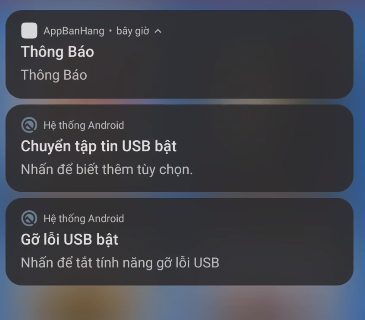 AppBanHang • bây giờ
Thông Báo
Thông Báo
Hệ thống Android
Chuyển tập tin USB bật
Nhấn để biết thêm tùy chọn.
Hệ thống Android
Gỡ lỗi USB bật
Nhấn để tắt tính năng gỡ lỗi USB